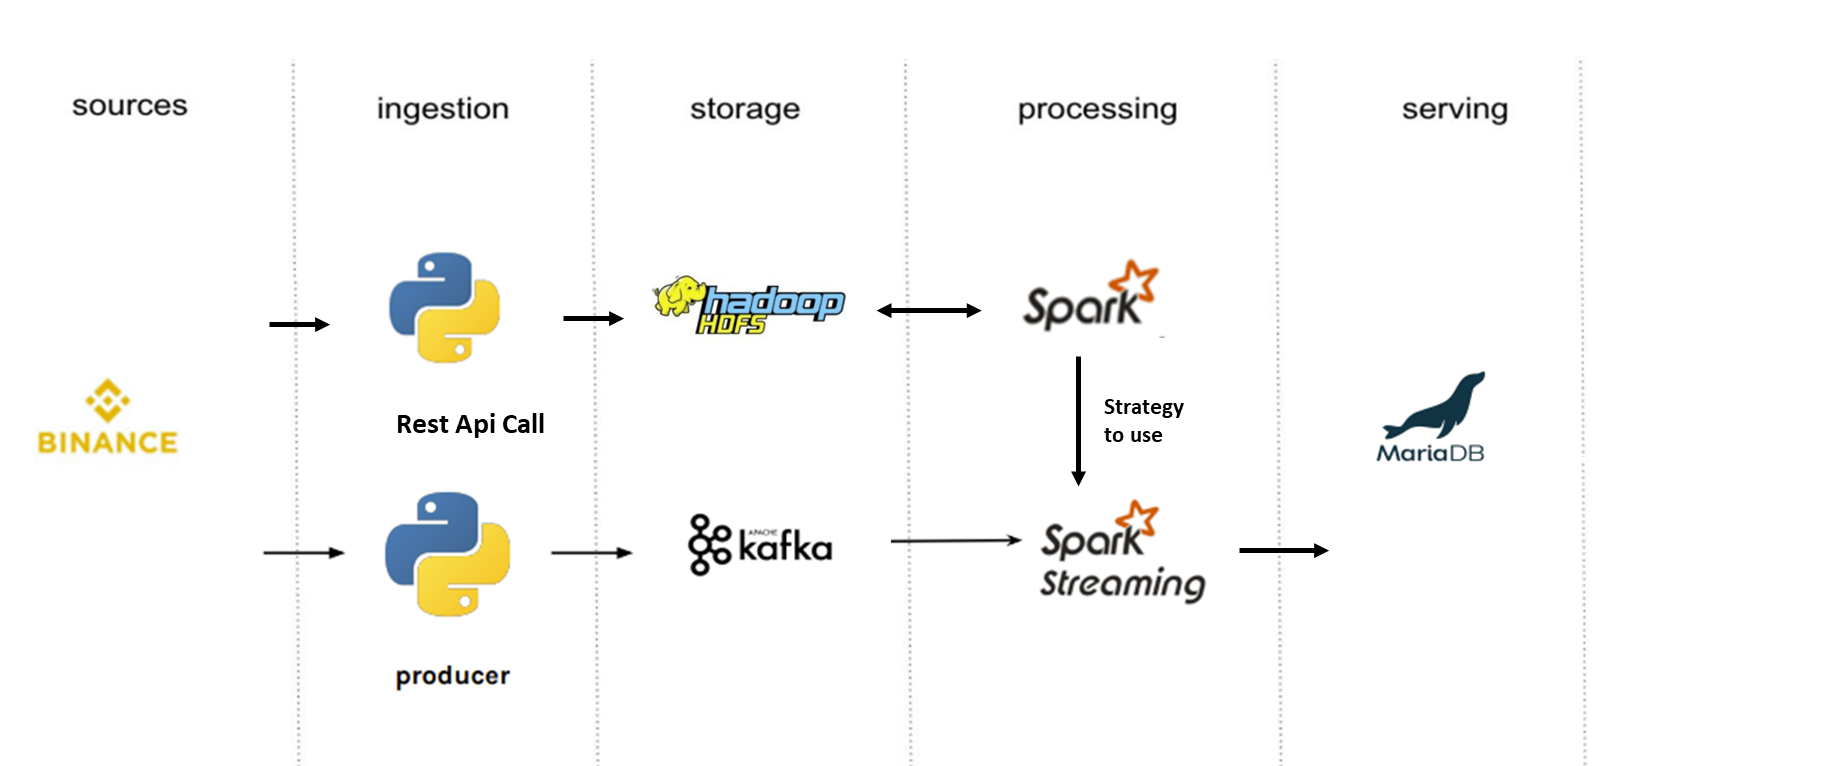 sources
ingestion
storage
processing
serving
hadoop
HDFS
Spark
BINANCE
Rest Api Call
Strategy
to use
MariaDB
APACHE
kafka
Spark
Streaming
producer